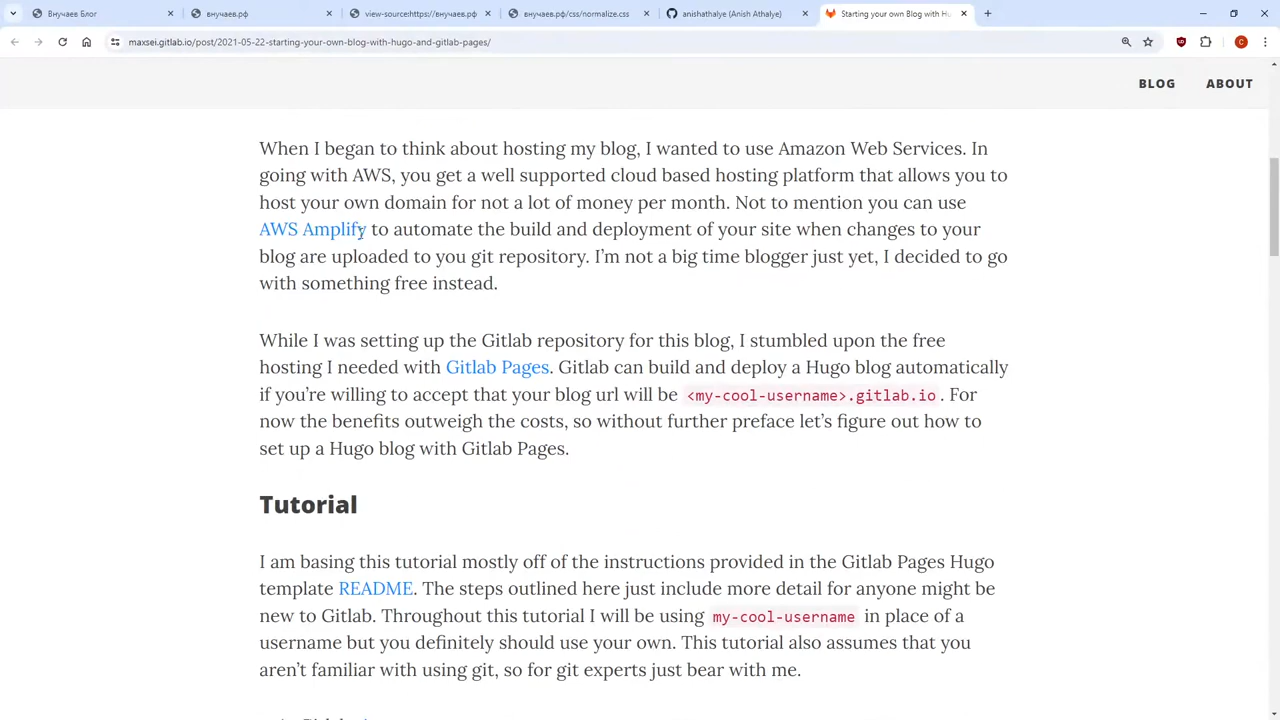 Внучаев Блог
внучаев.рф
view-source:https://внучаев.рф
внучаев.рф/css/normalize.css
anishathalye (Anish Athalye)
Starting your own Blog with Hu
maxsei.gitlab.io/post/2021-05-22-starting-your-own-blog-with-hugo-and-gitlab-pages/
C
BLOG ABOUT
When I began to think about hosting my blog, I wanted to use Amazon Web Services. In
going with AWS, you get a well supported cloud based hosting platform that allows you to
host your own domain for not a lot of money per month. Not to mention you can use
AWS Amplify to automate the build and deployment of your site when changes to your
blog are uploaded to you git repository. I’m not a big time blogger just yet, I decided to go
with something free instead.
While I was setting up the Gitlab repository for this blog, I stumbled upon the free
hosting I needed with Gitlab Pages. Gitlab can build and deploy a Hugo blog automatically
if you’re willing to accept that your blog url will be <my-cool-username>.gitlab.io. For
now the benefits outweigh the costs, so without further preface let’s figure out how to
set up a Hugo blog with Gitlab Pages.
Tutorial
I am basing this tutorial mostly off of the instructions provided in the Gitlab Pages Hugo
template README. The steps outlined here just include more detail for anyone might be
new to Gitlab. Throughout this tutorial I will be using my-cool-username in place of a
username but you definitely should use your own. This tutorial also assumes that you
aren’t familiar with using git, so for git experts just bear with me.